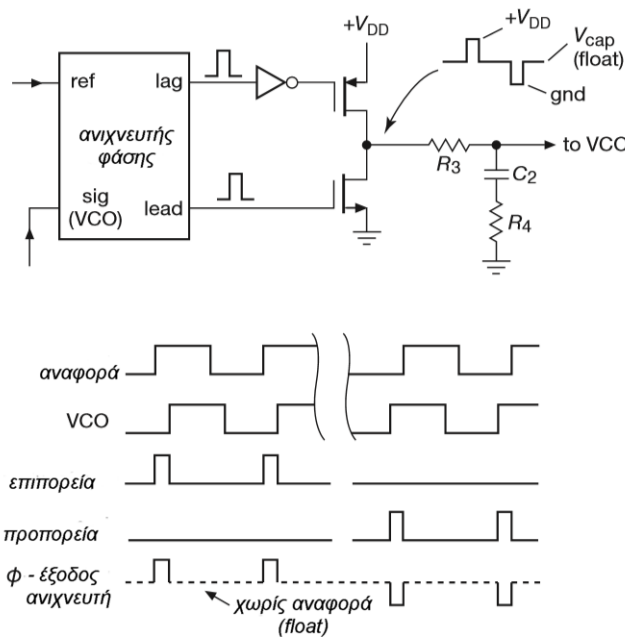 +V_DD
ref
lag
ανιχνευτής
φάσης
sig
(VCO)
lead
+V_DD
V_cap
(float)
gnd
to VCO
R_3
C_2
R_4
αναφορά
VCO
επιπορεία
προπορεία
φ - έξοδος
ανιχνευτή
χωρίς αναφορά
(float)